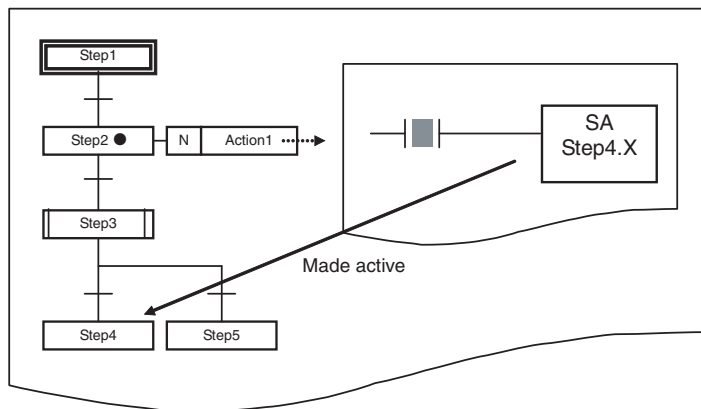 Step1
Step2
N
Action1
SA
Step4.X
Step3
Made active
Step4
Step5